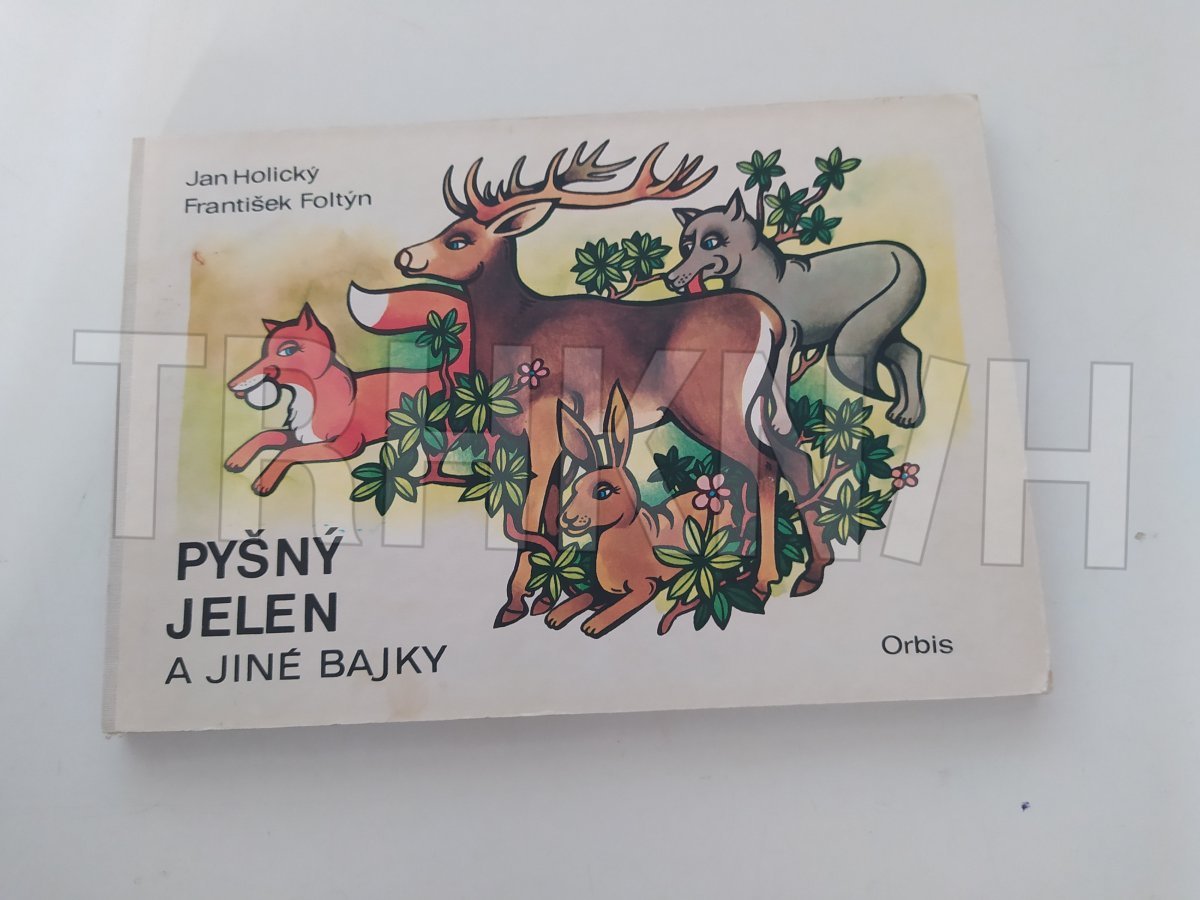 Jan Holický
František Foltýn
PYŠNÝ
JELEN
A JINÉ BAJKY
Orbis